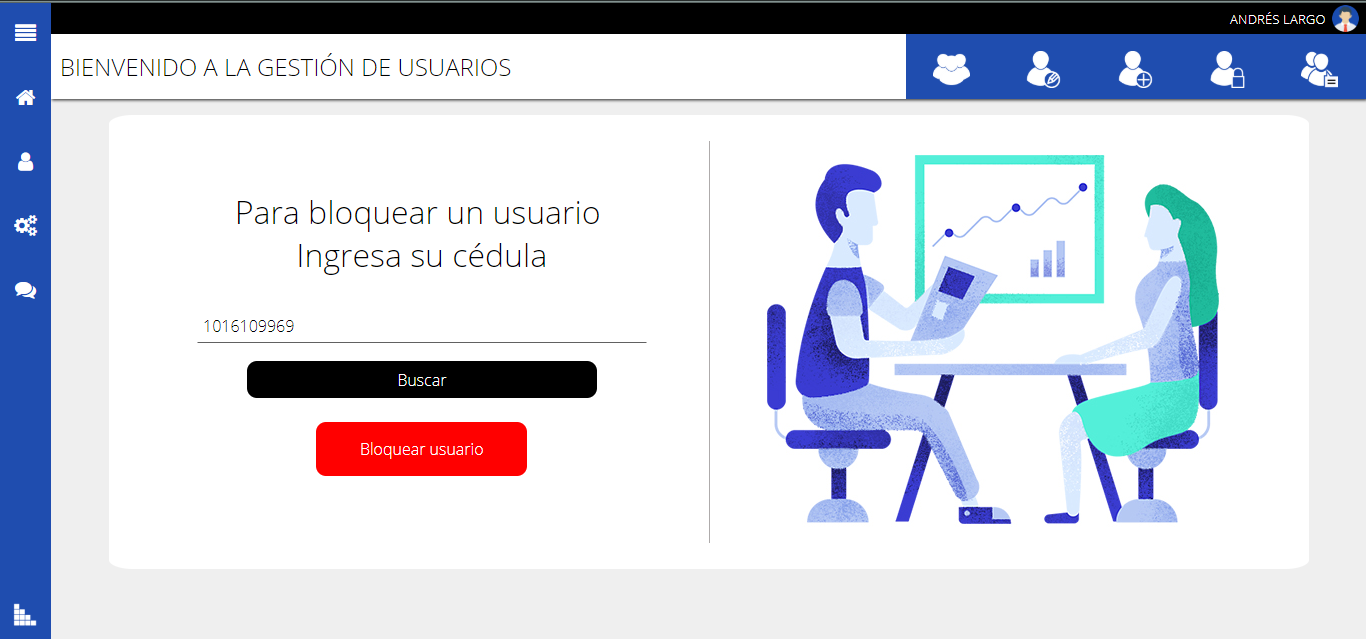 ANDRÉS LARGO
BIENVENIDO A LA GESTIÓN DE USUARIOS
Para bloquear un usuario
Ingresa su cédula
1016109969
Buscar
Bloquear usuario